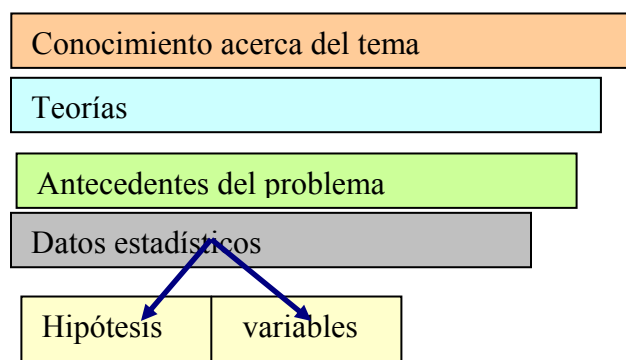 Conocimiento acerca del tema
Teorías
Antecedentes del problema
Datos estadísticos
Hipótesis variables